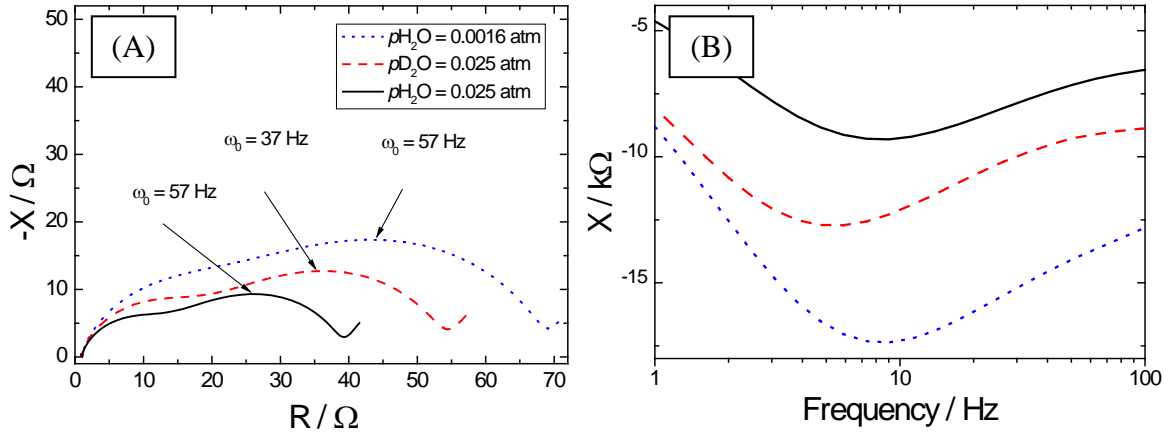 (A)
pH₂O = 0.0016 atm
pD₂O = 0.025 atm
pH₂O = 0.025 atm
ω₀ = 37 Hz
ω₀ = 57 Hz
ω₀ = 57 Hz
50
40
30
20
10
0
-X / Ω
0 10 20 30 40 50 60 70
R / Ω
(B)
-5
-10
-15
X / kΩ
1 10 100
Frequency / Hz